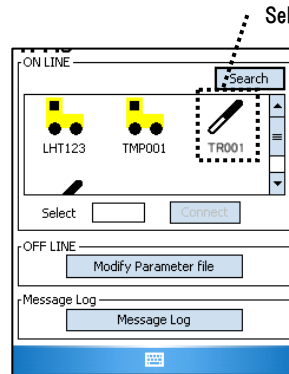 Sel
ON LINE
Search
LHT123 TMP001 TR001
Select Connect
OFF LINE
Modify Parameter file
Message Log
Message Log